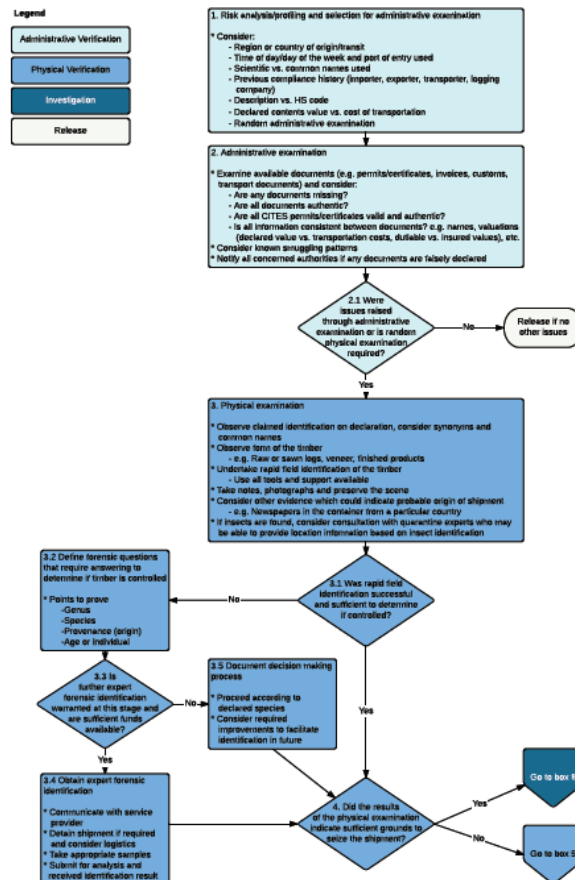 Legend
Administrative Verification
Physical Verification
Investigation
Release
1. Risk analysis/profiling and selection for administrative examination
* Consider:
- Region or country of origin/transit
- Time of day/day of the week and port of entry used
- Scientific vs. common names used
- Previous compliance history (importer, exporter, transporter, logging
company)
- Description vs. HS code
- Declared contents value vs. cost of transportation
- Random administrative examination
2. Administrative examination
* Examine available documents (e.g. permits/certificates, invoices, customs,
transport documents) and consider:
- Are any documents missing?
- Are all documents authentic?
- Are all CITES permits/certificates valid and authentic?
- Is all information consistent between documents? e.g. names, valuations
(declared value vs. transportation costs, dutiable vs. insured values), etc.
* Consider known smuggling patterns
* Notify all concerned authorities if any documents are falsely declared
2.1 Were
issues raised
through administrative
examination or is random
physical examination
required?
No
Release if no
other issues
Yes
3. Physical examination
* Observe claimed identification on declaration, consider synonyms and
common names
* Observe form of the timber
- e.g. Raw or sawn logs, veneer, finished products
* Undertake rapid field identification of the timber
- Use all tools and support available
* Take notes, photographs and preserve the scene
* Consider other evidence which could indicate probable origin of shipment
- e.g. Newspapers in the container from a particular country
* If insects are found, consider consultation with quarantine experts who may
be able to provide location information based on insect identification
3.1 Was rapid field
identification successful
and sufficient to determine
if controlled?
No
Yes
3.2 Define forensic questions
that require answering to
determine if timber is controlled
* Points to prove
-Genus
-Species
-Provenance (origin)
-Age or individual
3.3 Is
further expert
forensic identification
warranted at this stage and
are sufficient funds
available?
No
Yes
3.5 Document decision making
process
* Proceed according to
declared species
* Consider required
improvements to facilitate
identification in future
3.4 Obtain expert forensic
identification
* Communicate with service
provider
* Detain shipment if required
and consider logistics
* Take appropriate samples
* Submit for analysis and
received identification result
4. Did the results
of the physical examination
indicate sufficient grounds to
seize the shipment?
Yes
Go to box
No
Go to box 5